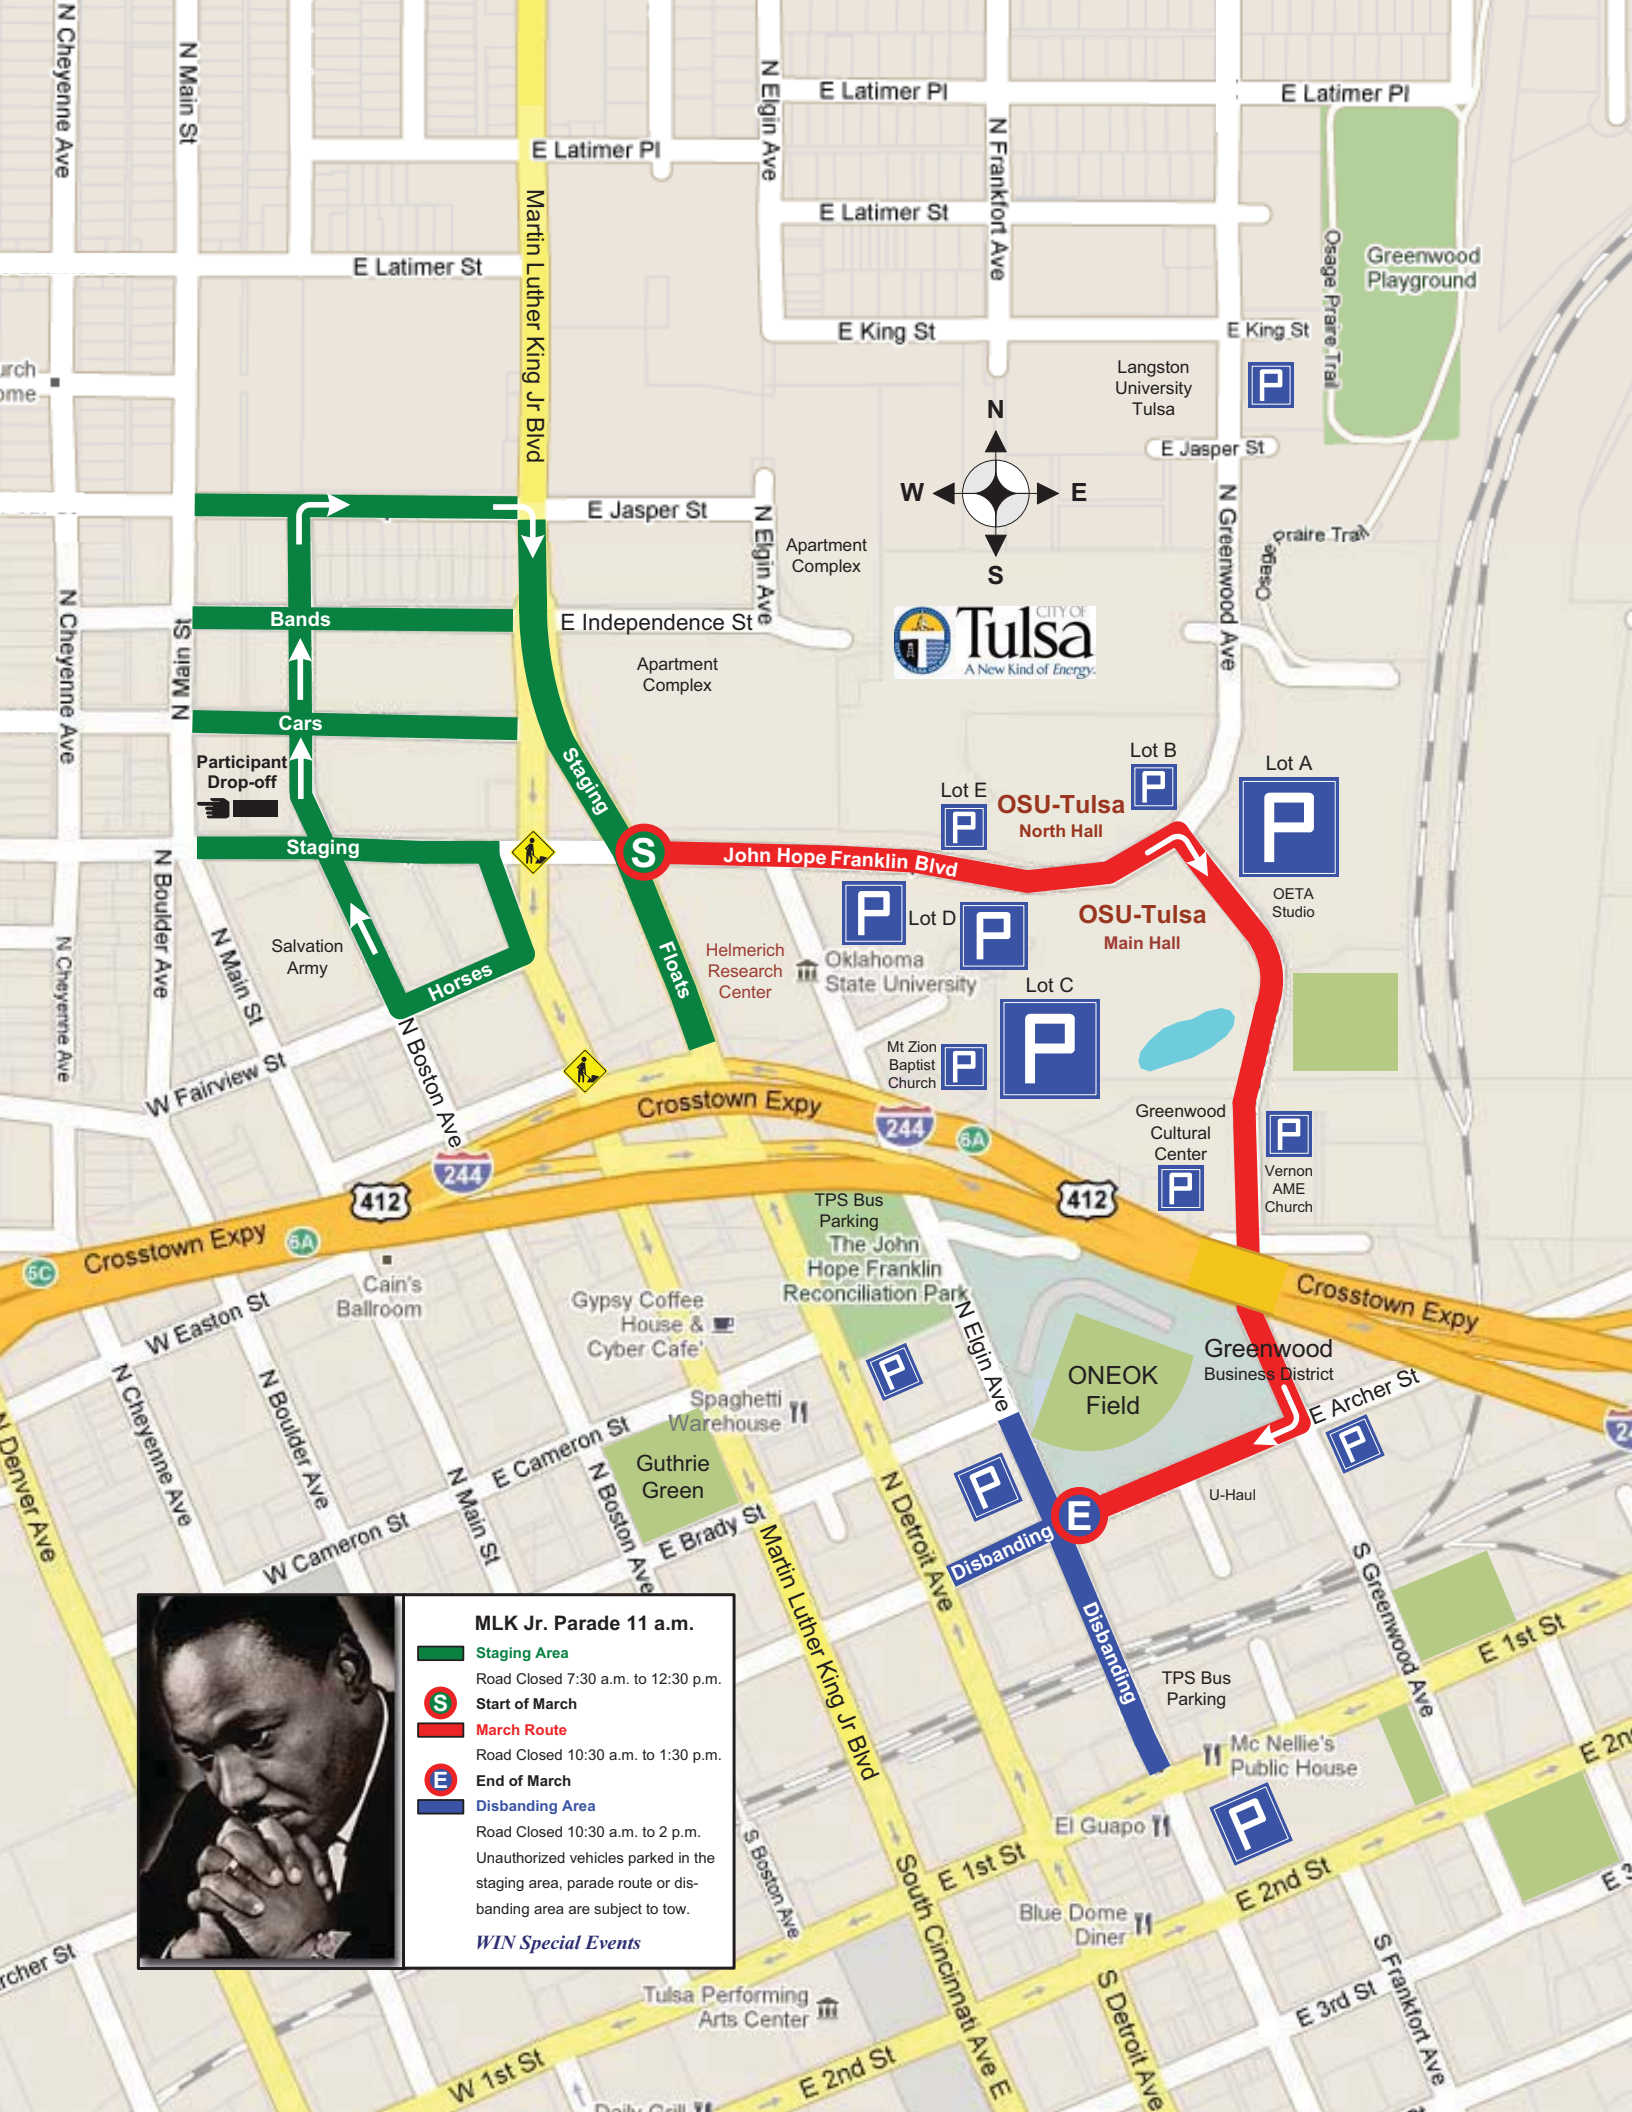 N Cheyenne Ave
N Main St
N Elgin Ave
E Latimer Pl
E Latimer Pl
E Latimer Pl
N Frankfort Ave
Martin Luther King Jr Blvd
E Latimer St
E Latimer St
Osage Prairie Trail
Greenwood
Playground
E King St
E King St
Langston
University
Tulsa
P
N
W
E
S
E Jasper St
E Jasper St
N Elgin Ave
Apartment
Complex
N Greenwood Ave
Osage
praire Trail
N Cheyenne Ave
N Main St
Bands
E Independence St
CITY OF
Tulsa
A New Kind of Energy.
Apartment
Complex
Cars
Participant
Drop-off
Staging
Staging
S
John Hope Franklin Blvd
Lot E
P
OSU-Tulsa
North Hall
Lot B
P
Lot A
P
OETA
Studio
P
Lot D
P
OSU-Tulsa
Main Hall
N Boulder Ave
N Main St
N Cheyenne Ave
Salvation
Army
Horses
Floats
Helmerich
Research
Center
Oklahoma
State University
Lot C
P
Mt Zion
Baptist
Church
P
W Fairview St
N Boston Ave
Crosstown Expy
244
6A
244
412
412
Greenwood
Cultural
Center
P
P
Vernon
AME
Church
Crosstown Expy
6A
5C
Cain's
Ballroom
TPS Bus
Parking
The John
Hope Franklin
Reconciliation Park
Crosstown Expy
W Easton St
Gypsy Coffee
House &
Cyber Cafe'
N Elgin Ave
P
ONEOK
Field
Greenwood
Business District
E Archer St
P
24
N Denver Ave
N Cheyenne Ave
N Boulder Ave
Spaghetti
Warehouse
E Cameron St
Guthrie
Green
N Main St
N Boston Ave
E Brady St
W Cameron St
N Detroit Ave
P
U-Haul
E
Disbanding
Disbanding
Martin Luther King Jr Blvd
S Greenwood Ave
E 1st St
TPS Bus
Parking
Mc Nellie's
Public House
E 2n
P
El Guapo
E 1st St
E 2nd St
E 3
Blue Dome
Diner
S Boston Ave
South Cincinnati Ave E
S Detroit Ave
S Frankfort Ave
E 3rd St
MLK Jr. Parade 11 a.m.
Staging Area
Road Closed 7:30 a.m. to 12:30 p.m.
S Start of March
March Route
Road Closed 10:30 a.m. to 1:30 p.m.
E End of March
Disbanding Area
Road Closed 10:30 a.m. to 2 p.m.
Unauthorized vehicles parked in the
staging area, parade route or dis-
banding area are subject to tow.
WIN Special Events
rcher St
Tulsa Performing
Arts Center
W 1st St
E 2nd St